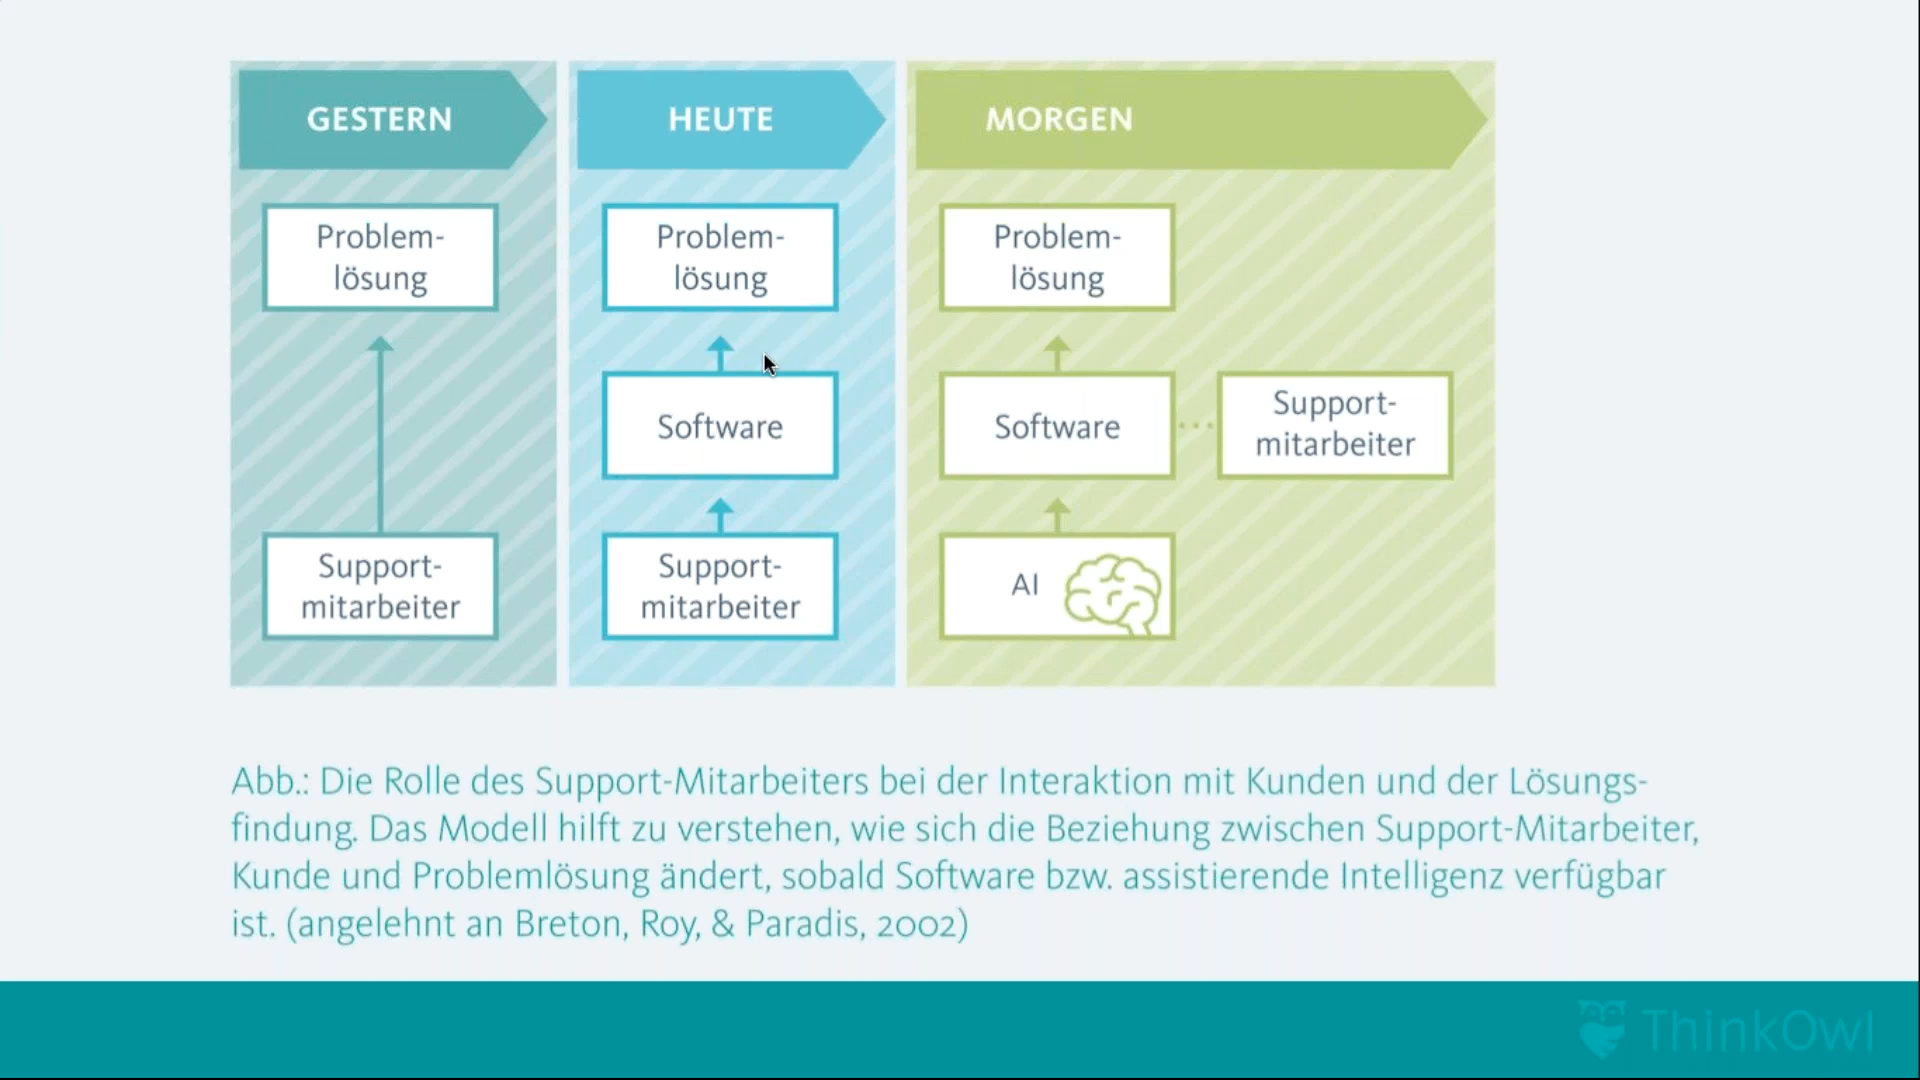 GESTERN
Problem-
lösung
Support-
mitarbeiter
HEUTE
Problem-
lösung
Software
Support-
mitarbeiter
MORGEN
Problem-
lösung
Software
Support-
mitarbeiter
AI
Abb.: Die Rolle des Support-Mitarbeiters bei der Interaktion mit Kunden und der Lösungs-
findung. Das Modell hilft zu verstehen, wie sich die Beziehung zwischen Support-Mitarbeiter,
Kunde und Problemlösung ändert, sobald Software bzw. assistierende Intelligenz verfügbar
ist. (angelehnt an Breton, Roy, & Paradis, 2002)
ThinkOwl